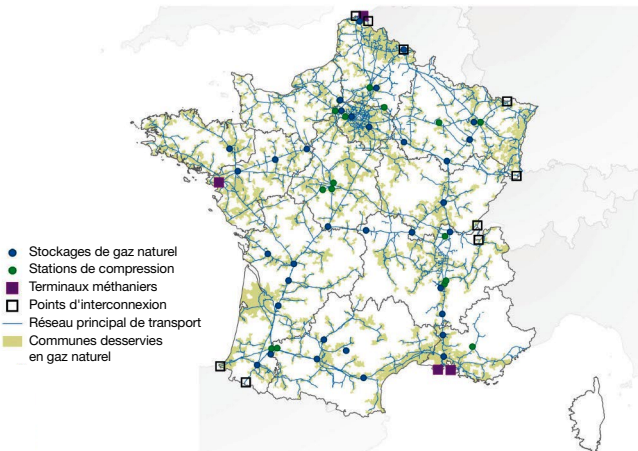 Stockages de gaz naturel
Stations de compression
Terminaux méthaniers
Points d'interconnexion
Réseau principal de transport
Communes desservies
en gaz naturel